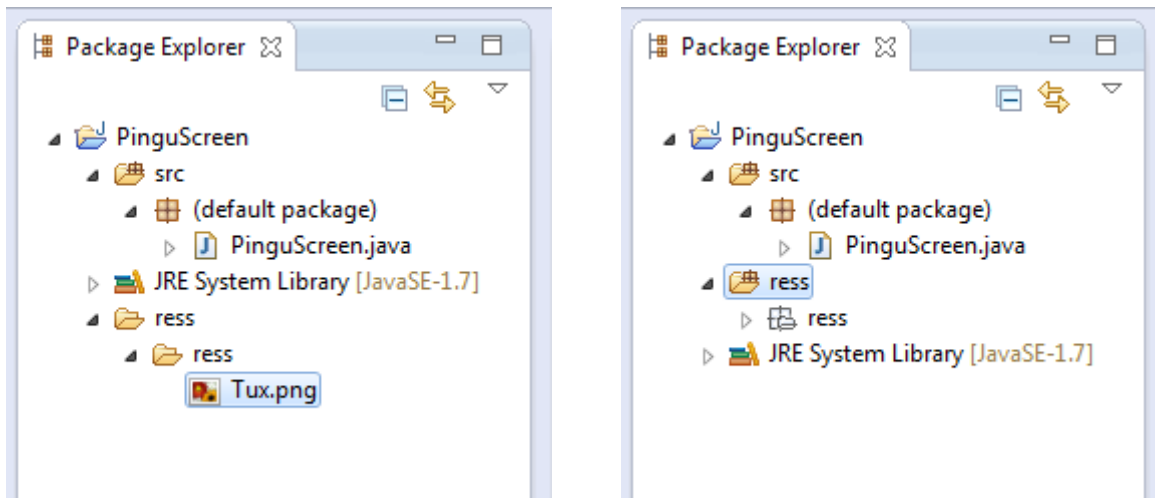 Package Explorer
PinguScreen
src
(default package)
PinguScreen.java
JRE System Library [JavaSE-1.7]
ress
ress
Tux.png
Package Explorer
PinguScreen
src
(default package)
PinguScreen.java
ress
ress
JRE System Library [JavaSE-1.7]